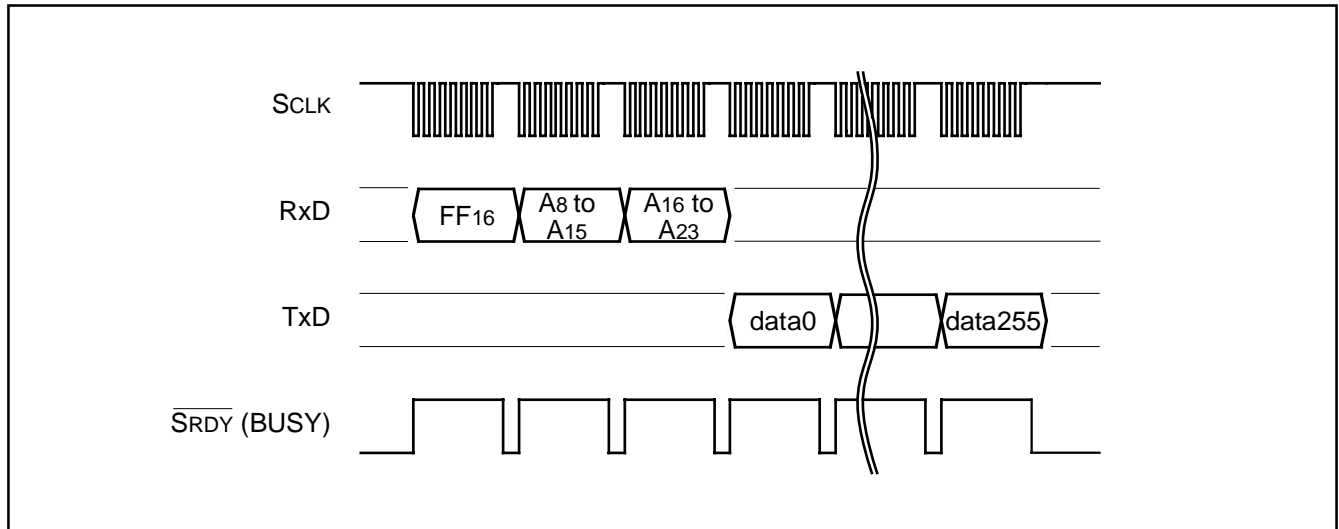 SCLK
RxD
FF16
A8 to
A15
A16 to
A23
TxD
data0
data255
SRDY (BUSY)